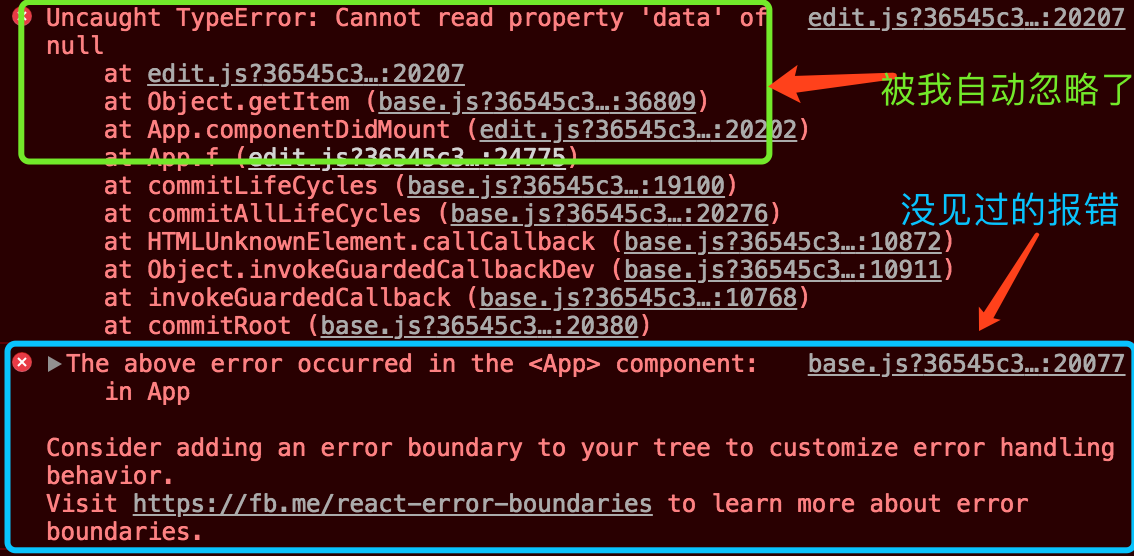 Uncaught TypeError: Cannot read property 'data' of edit.js?36545c3…:20207
null
at edit.js?36545c3…:20207
被我自动忽略了
at Object.getItem (base.js?36545c3…:36809)
at App.componentDidMount (edit.js?36545c3…:20202)
at App.f (edit.js?36545c3…:24775)
at commitLifeCycles (base.js?36545c3…:19100)
没见过的报错
at commitAllLifeCycles (base.js?36545c3…:20276)
at HTMLUnknownElement.callCallback (base.js?36545c3…:10872)
at Object.invokeGuardedCallbackDev (base.js?36545c3…:10911)
at invokeGuardedCallback (base.js?36545c3…:10768)
at commitRoot (base.js?36545c3…:20380)
The above error occurred in the <App> component: base.js?36545c3…:20077
in App
Consider adding an error boundary to your tree to customize error handling
behavior.
Visit https://fb.me/react-error-boundaries to learn more about error
boundaries.